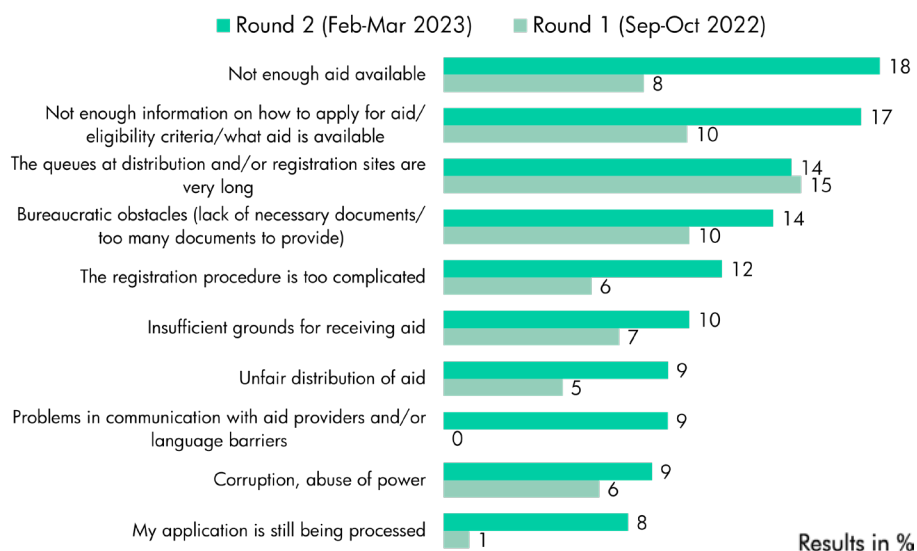 Round 2 (Feb-Mar 2023) Round 1 (Sep-Oct 2022)
Not enough aid available
18
8
Not enough information on how to apply for aid/
eligibility criteria/what aid is available
17
10
The queues at distribution and/or registration sites are
very long
14
15
Bureaucratic obstacles (lack of necessary documents/
too many documents to provide)
14
10
The registration procedure is too complicated
12
6
Insufficient grounds for receiving aid
10
7
Unfair distribution of aid
9
5
Problems in communication with aid providers and/or
language barriers
9
0
Corruption, abuse of power
9
6
My application is still being processed
8
1
Results in %